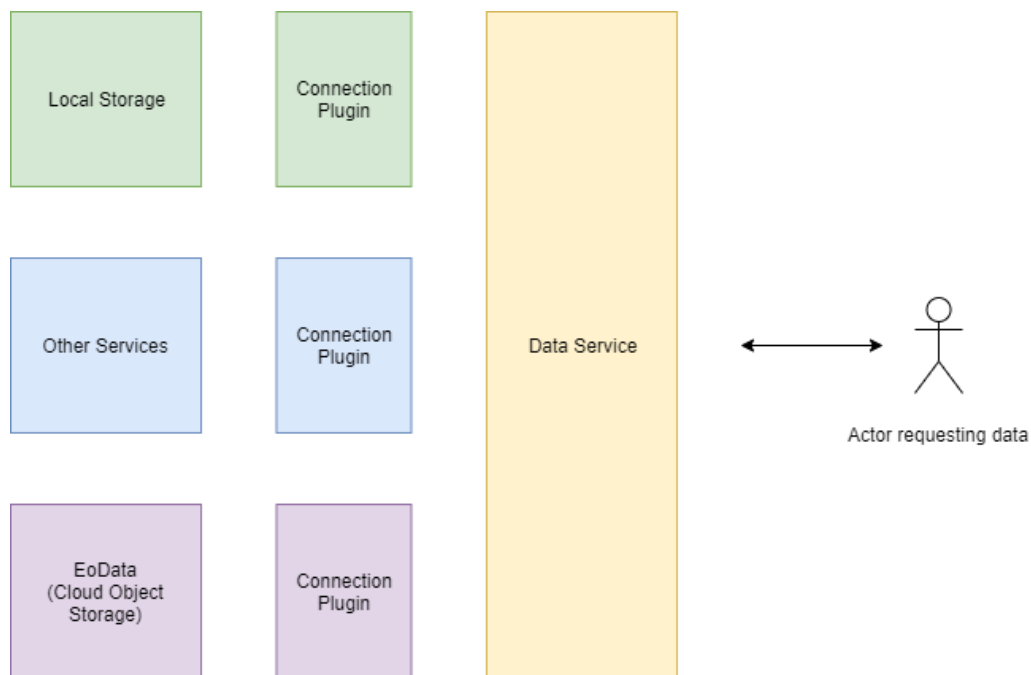 Local Storage
Connection
Plugin
Other Services
Connection
Plugin
Data Service
Actor requesting data
EoData
(Cloud Object
Storage)
Connection
Plugin